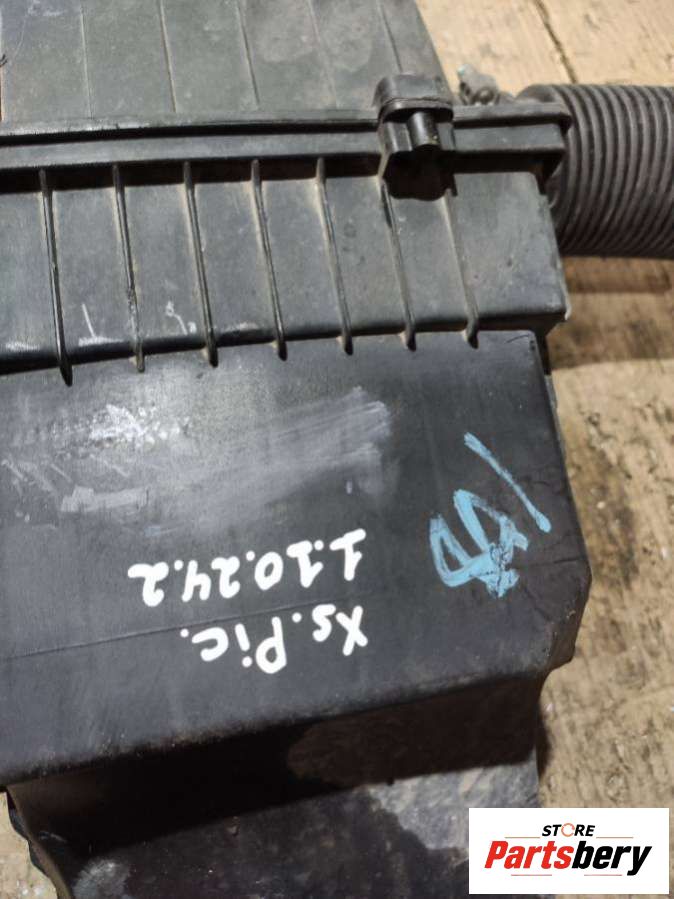 Xs. Pic.
1.10.24.2
STORE
Partsbery